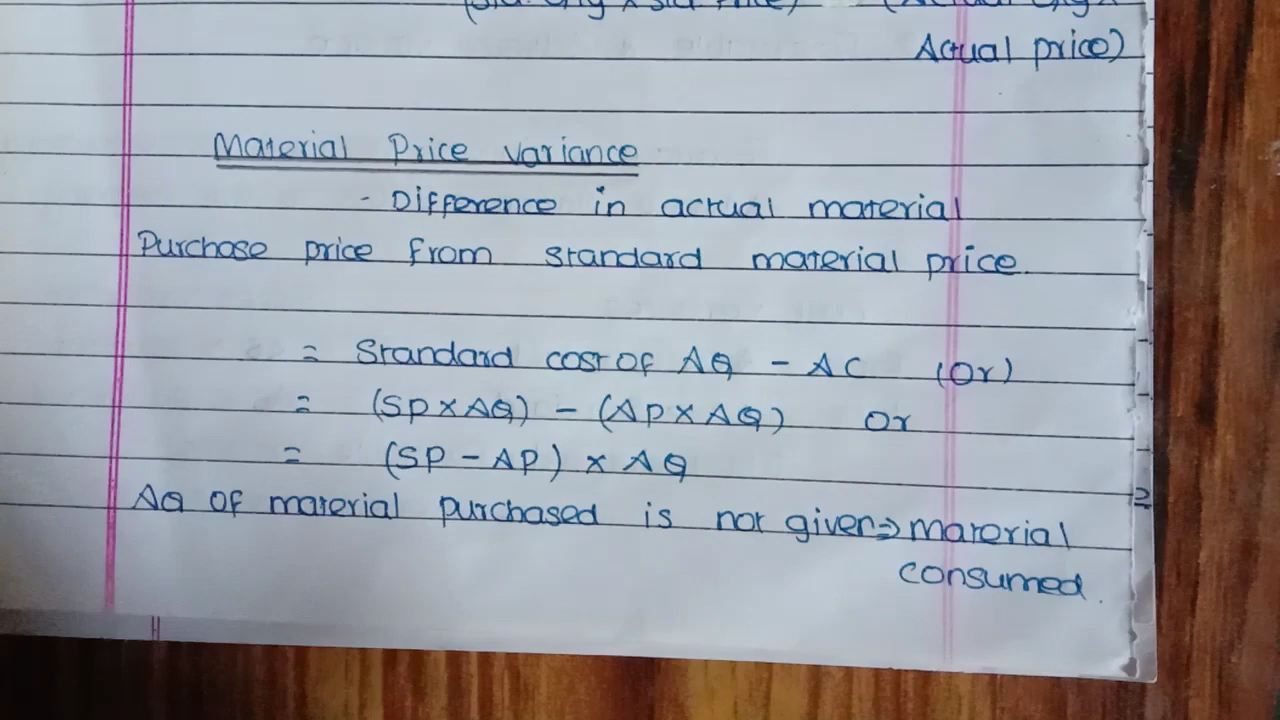 Actual price)
Material Price variance
- Difference in actual material
Purchase price from standard material price.
= Standard cost of AQ - AC (Or)
= (SP X AQ) - (AP X AQ) Or
= (SP - AP) X AQ
AQ of material purchased is not given => material
consumed.